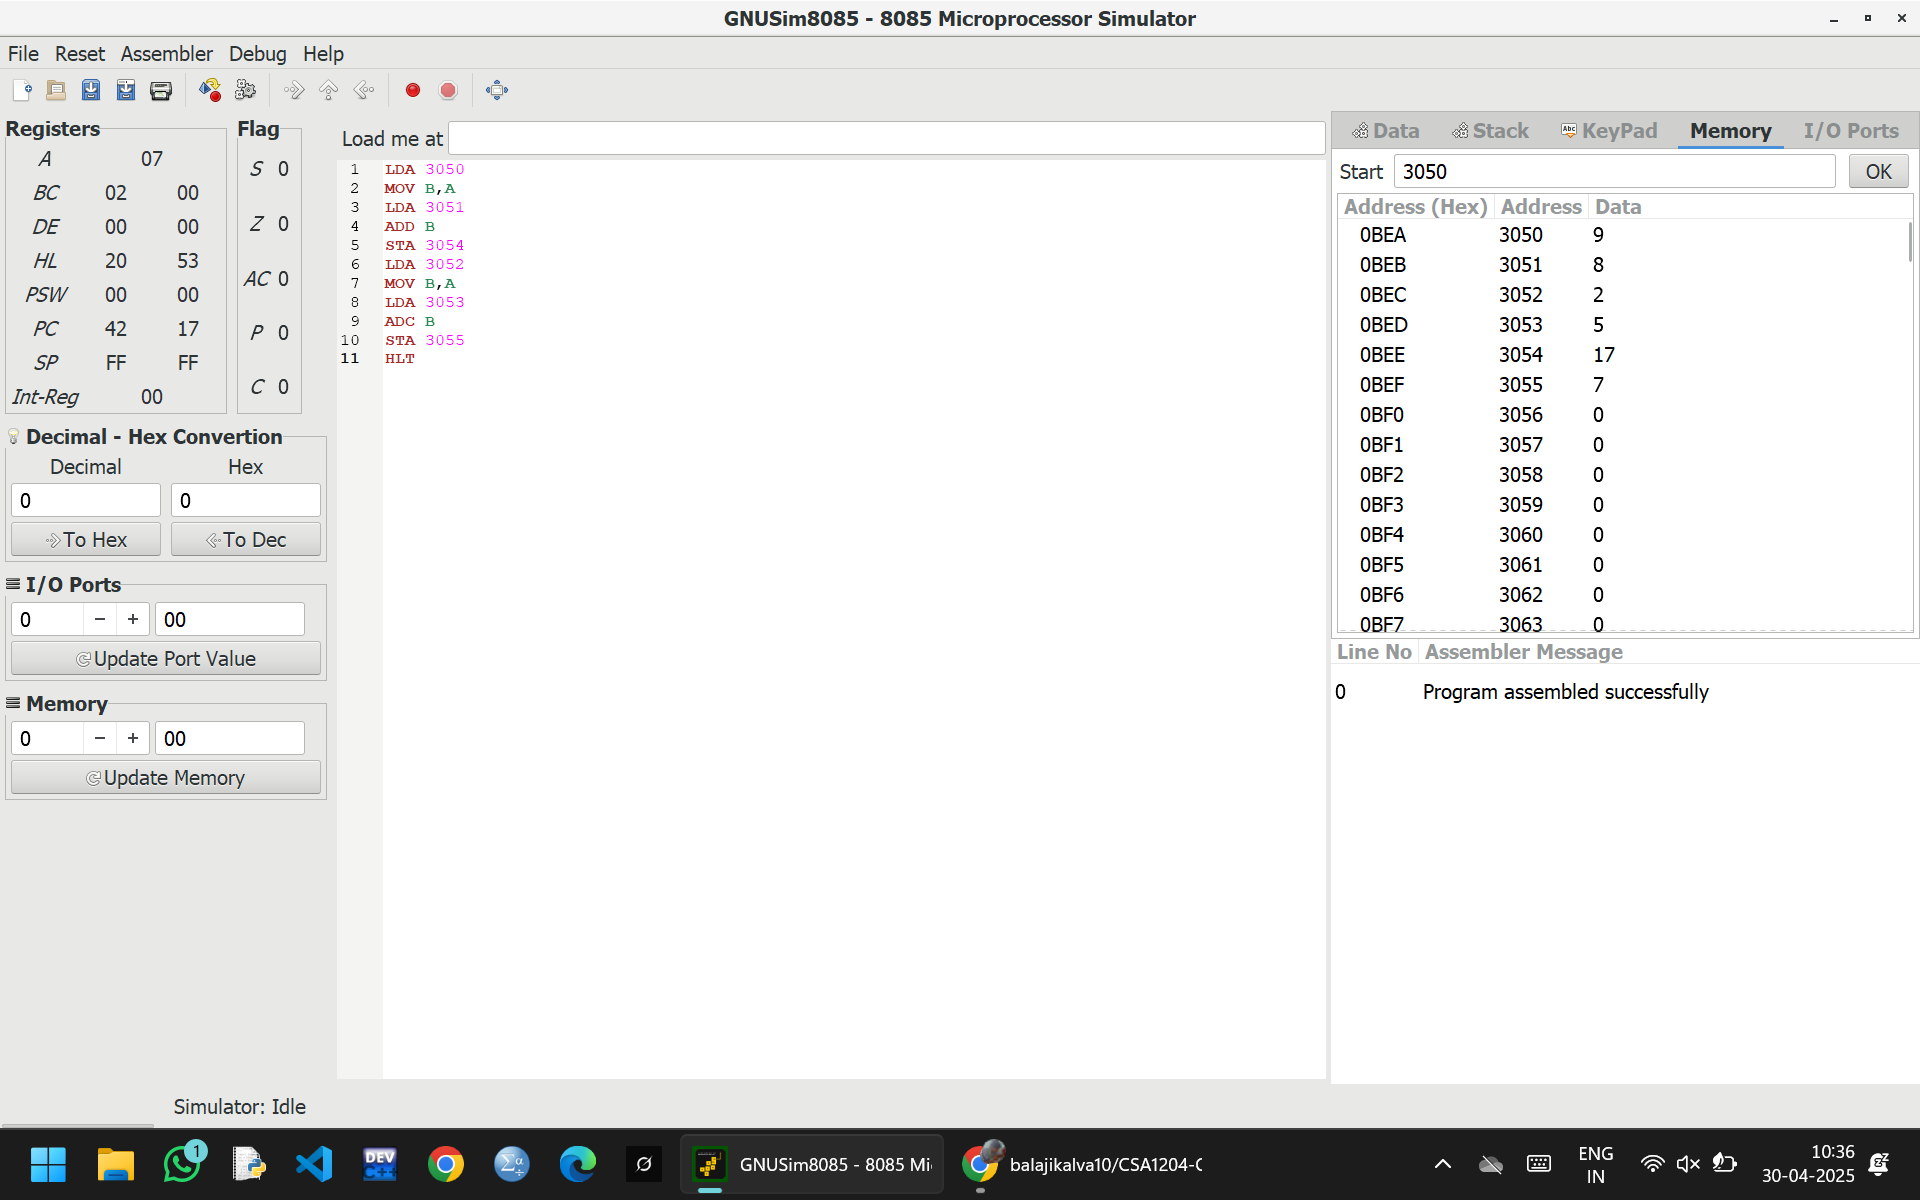 GNUSim8085 - 8085 Microprocessor Simulator
File Reset Assembler Debug Help
Registers
A 07
BC 02 00
DE 00 00
HL 20 53
PSW 00 00
PC 42 17
SP FF FF
Int-Reg 00
Flag
S 0
Z 0
AC 0
P 0
C 0
Decimal - Hex Convertion
Decimal Hex
0 0
To Hex To Dec
I/O Ports
0 − + 00
Update Port Value
Memory
0 − + 00
Update Memory
Load me at
1 LDA 3050
2 MOV B,A
3 LDA 3051
4 ADD B
5 STA 3054
6 LDA 3052
7 MOV B,A
8 LDA 3053
9 ADC B
10 STA 3055
11 HLT
Data Stack Abc KeyPad Memory I/O Ports
Start 3050 OK
Address (Hex) Address Data
0BEA 3050 9
0BEB 3051 8
0BEC 3052 2
0BED 3053 5
0BEE 3054 17
0BEF 3055 7
0BF0 3056 0
0BF1 3057 0
0BF2 3058 0
0BF3 3059 0
0BF4 3060 0
0BF5 3061 0
0BF6 3062 0
0BF7 3063 0
Line No Assembler Message
0 Program assembled successfully
Simulator: Idle
1
DEV
C++
GNUSim8085 - 8085 Mi
balajikalva10/CSA1204-C
ENG
IN
10:36
30-04-2025